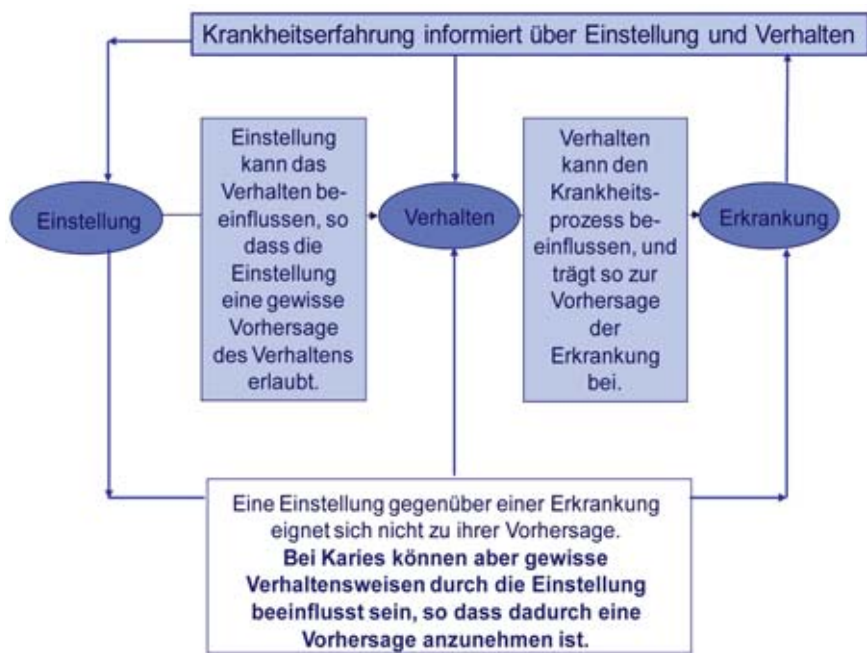 Krankheitserfahrung informiert über Einstellung und Verhalten
Einstellung
Einstellung
kann das
Verhalten be-
einflussen, so
dass die
Einstellung
eine gewisse
Vorhersage
des Verhaltens
erlaubt.
Verhalten
Verhalten
kann den
Krankheits-
prozess be-
einflussen, und
trägt so zur
Vorhersage
der
Erkrankung
bei.
Erkrankung
Eine Einstellung gegenüber einer Erkrankung
eignet sich nicht zu ihrer Vorhersage.
Bei Karies können aber gewisse
Verhaltensweisen durch die Einstellung
beeinflusst sein, so dass dadurch eine
Vorhersage anzunehmen ist.